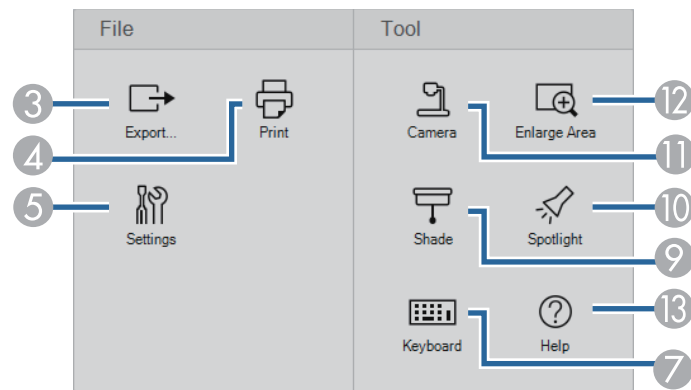 File Tool
3 Export... Print Camera Enlarge Area 12
4 11
5 Settings Shade Spotlight 10
9
Keyboard Help 13
7